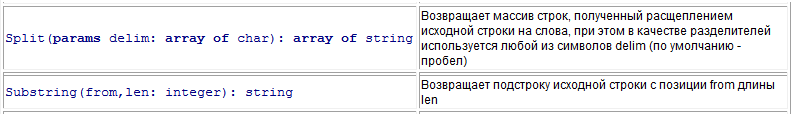 Split(params delim: array of char): array of string
Возвращает массив строк, полученный расщеплением
исходной строки на слова, при этом в качестве разделителей
используется любой из символов delim (по умолчанию -
пробел)
Substring(from,len: integer): string
Возвращает подстроку исходной строки с позиции from длины
len